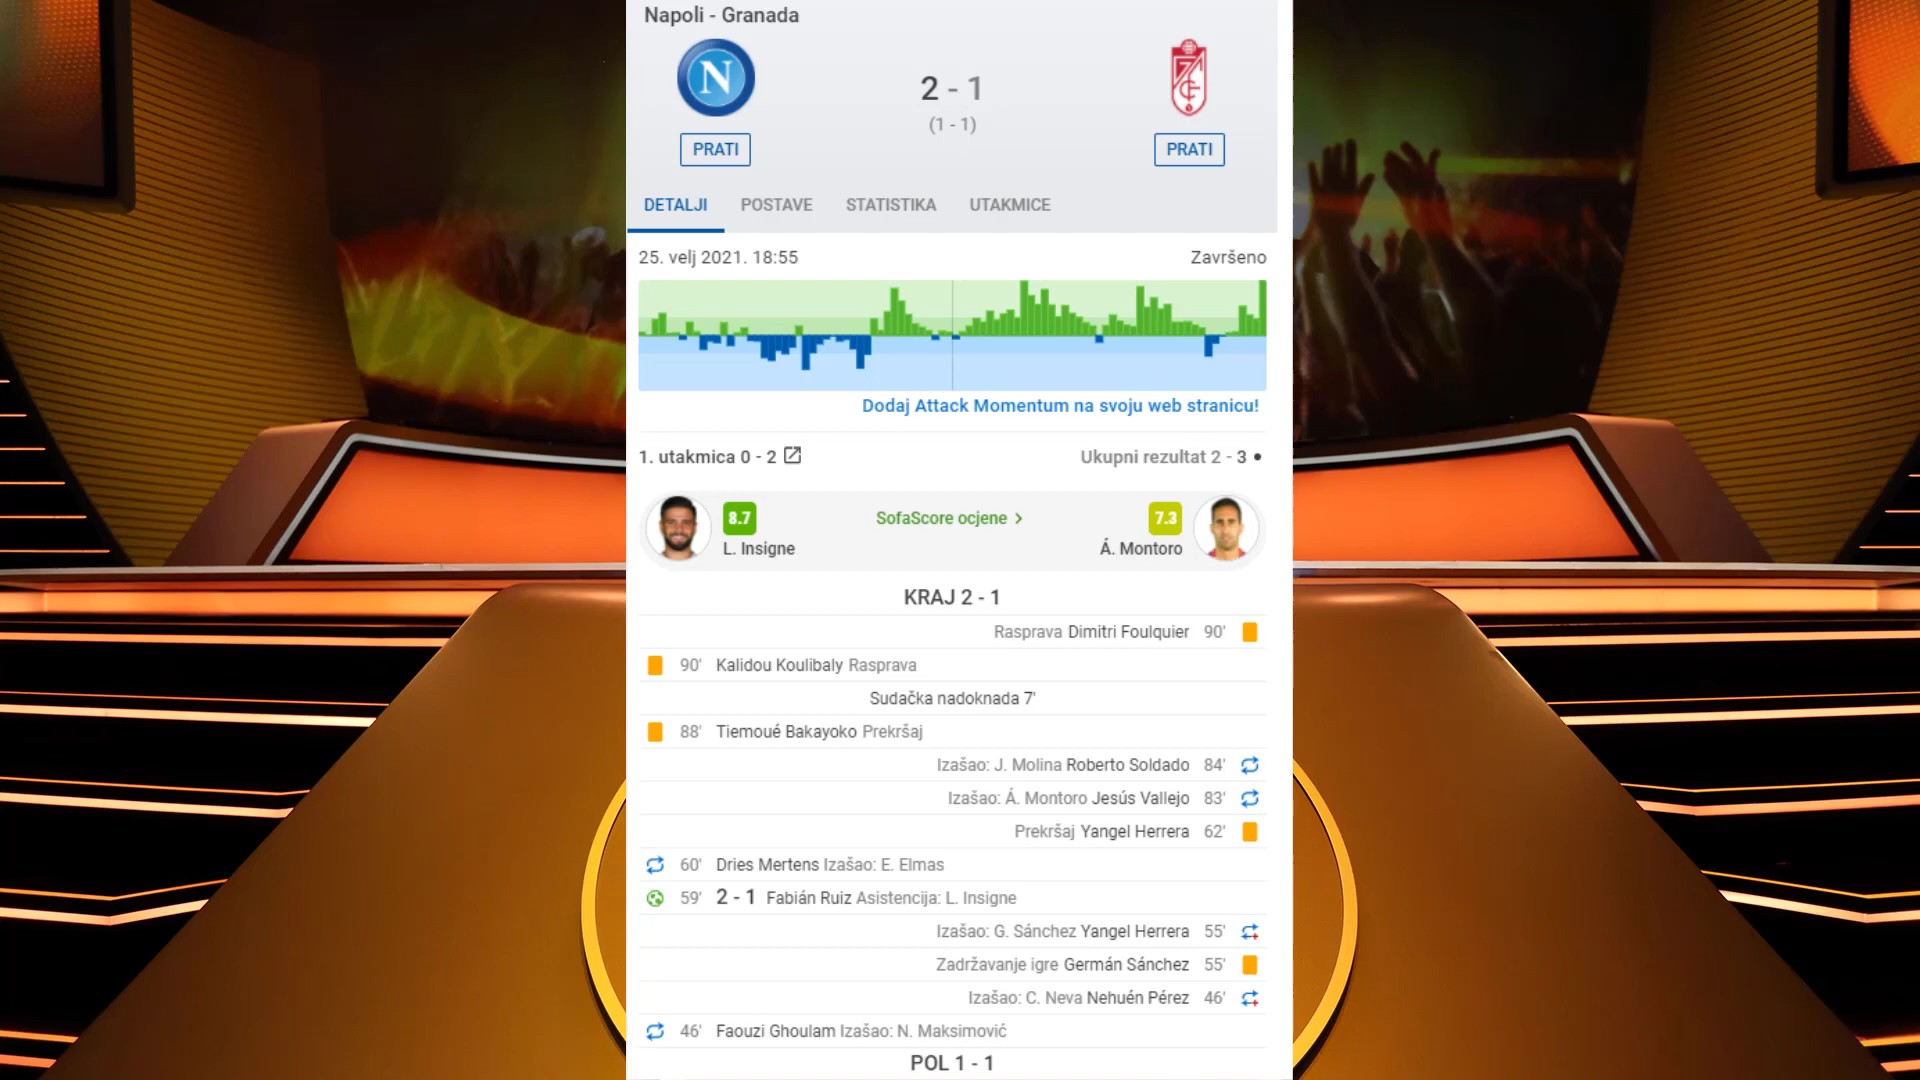 Napoli - Granada
N
2 - 1
(1 - 1)
PRATI
PRATI
DETALJI POSTAVE STATISTIKA UTAKMICE
25. velj 2021. 18:55 Završeno
Dodaj Attack Momentum na svoju web stranicu!
1. utakmica 0 - 2 Ukupni rezultat 2 - 3
8.7 SofaScore ocjene > 7.3
L. Insigne Á. Montoro
KRAJ 2 - 1
Rasprava Dimitri Foulquier 90'
90' Kalidou Koulibaly Rasprava
Sudačka nadoknada 7'
88' Tiemoué Bakayoko Prekršaj
Izašao: J. Molina Roberto Soldado 84'
Izašao: Á. Montoro Jesús Vallejo 83'
Prekršaj Yangel Herrera 62'
60' Dries Mertens Izašao: E. Elmas
59' 2 - 1 Fabián Ruiz Asistencija: L. Insigne
Izašao: G. Sánchez Yangel Herrera 55'
Zadržavanje igre Germán Sánchez 55'
Izašao: C. Neva Nehuén Pérez 46'
46' Faouzi Ghoulam Izašao: N. Maksimović
POL 1 - 1